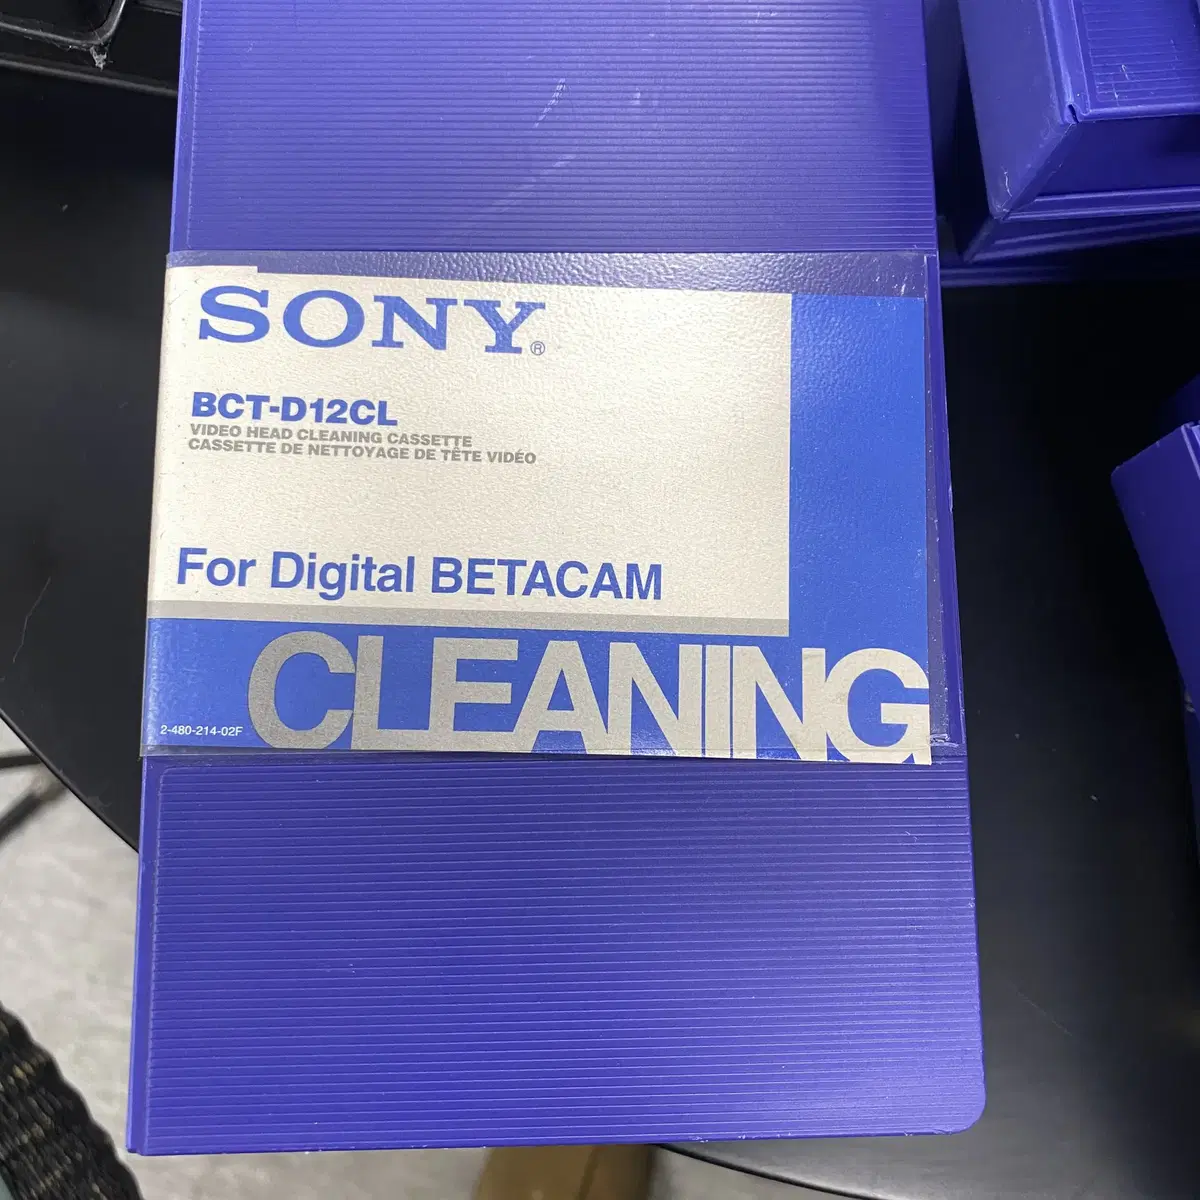 SONY®
BCT-D12CL
VIDEO HEAD CLEANING CASSETTE
CASSETTE DE NETTOYAGE DE TÊTE VIDÉO
For Digital BETACAM
CLEANING
2-480-214-02F